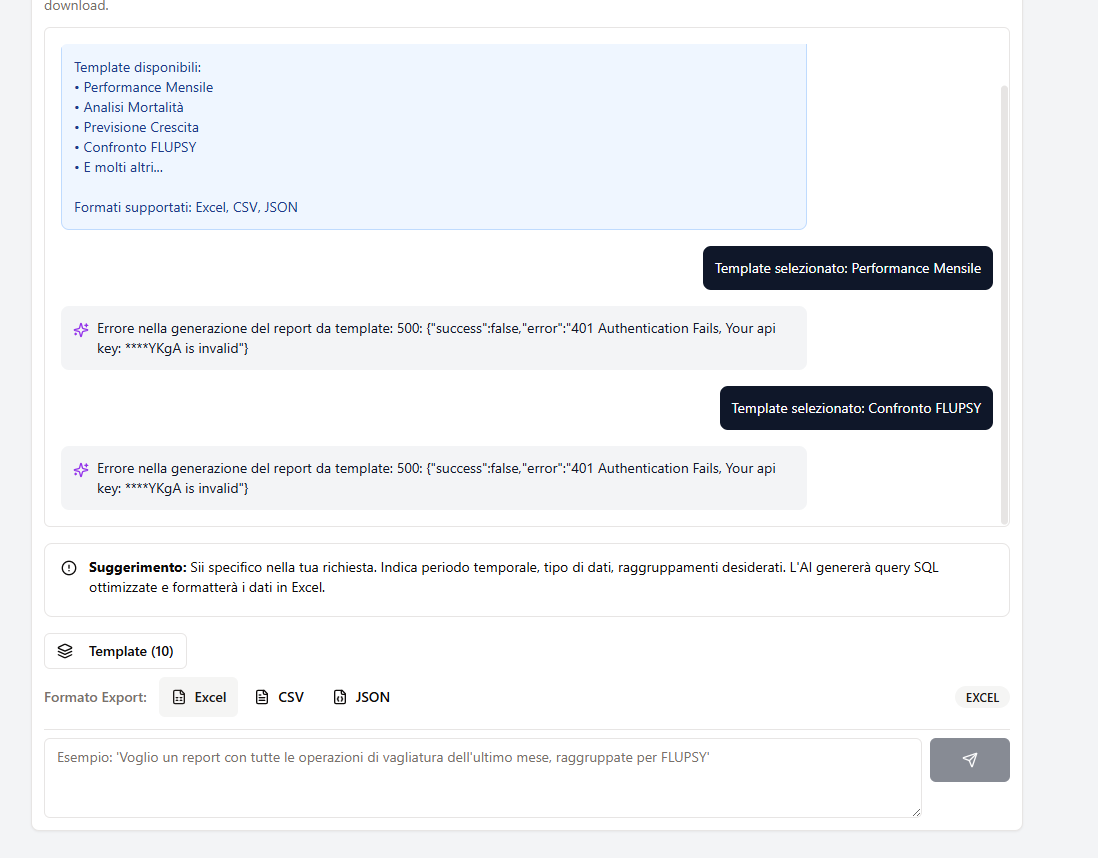 download.
Template disponibili:
• Performance Mensile
• Analisi Mortalità
• Previsione Crescita
• Confronto FLUPSY
• E molti altri...
Formati supportati: Excel, CSV, JSON
Template selezionato: Performance Mensile
Errore nella generazione del report da template: 500: {"success":false,"error":"401 Authentication Fails, Your api
key: ****YKgA is invalid"}
Template selezionato: Confronto FLUPSY
Errore nella generazione del report da template: 500: {"success":false,"error":"401 Authentication Fails, Your api
key: ****YKgA is invalid"}
Suggerimento: Sii specifico nella tua richiesta. Indica periodo temporale, tipo di dati, raggruppamenti desiderati. L'AI genererà query SQL
ottimizzate e formatterà i dati in Excel.
Template (10)
Formato Export: Excel CSV JSON EXCEL
Esempio: 'Voglio un report con tutte le operazioni di vagliatura dell'ultimo mese, raggruppate per FLUPSY'